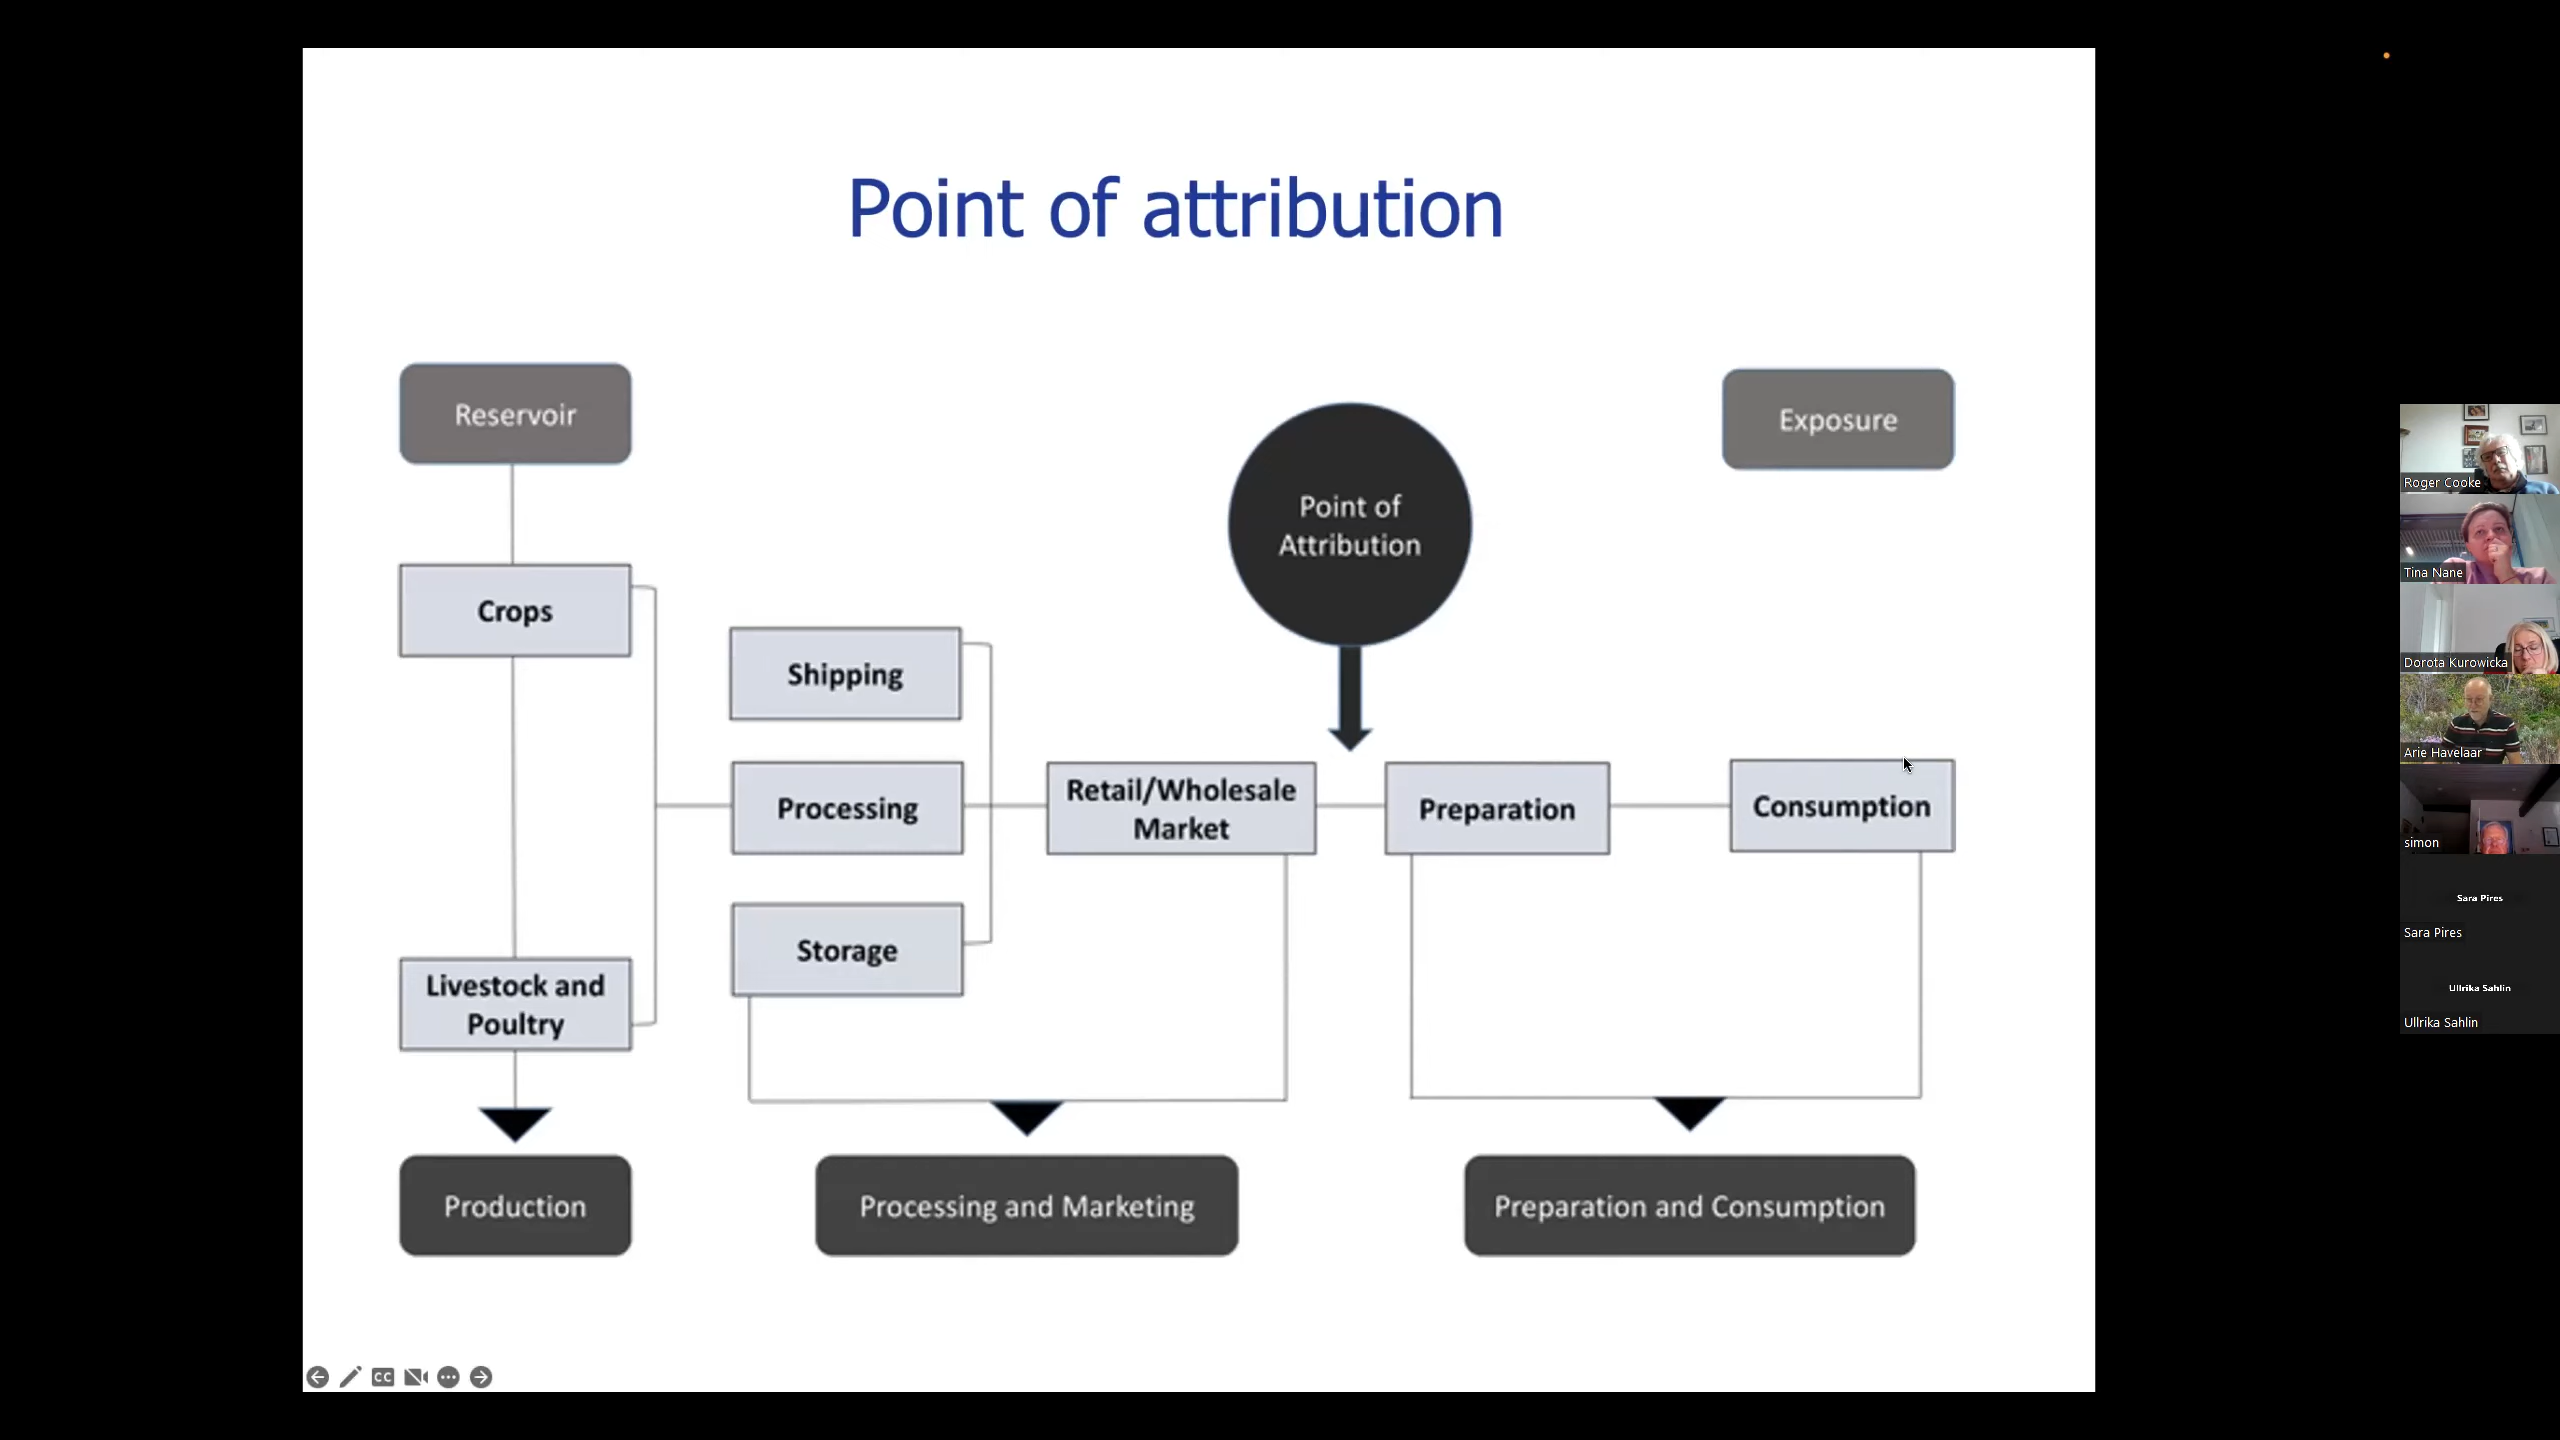 Point of attribution
Reservoir
Exposure
Point of
Attribution
Crops
Shipping
Processing
Retail/Wholesale
Market
Preparation
Consumption
Storage
Livestock and
Poultry
Production
Processing and Marketing
Preparation and Consumption
CC
Roger Cooke
Tina Nane
Dorota Kurowicka
Arie Havelaar
simon
Sara Pires
Sara Pires
Ullrika Sahlin
Ullrika Sahlin